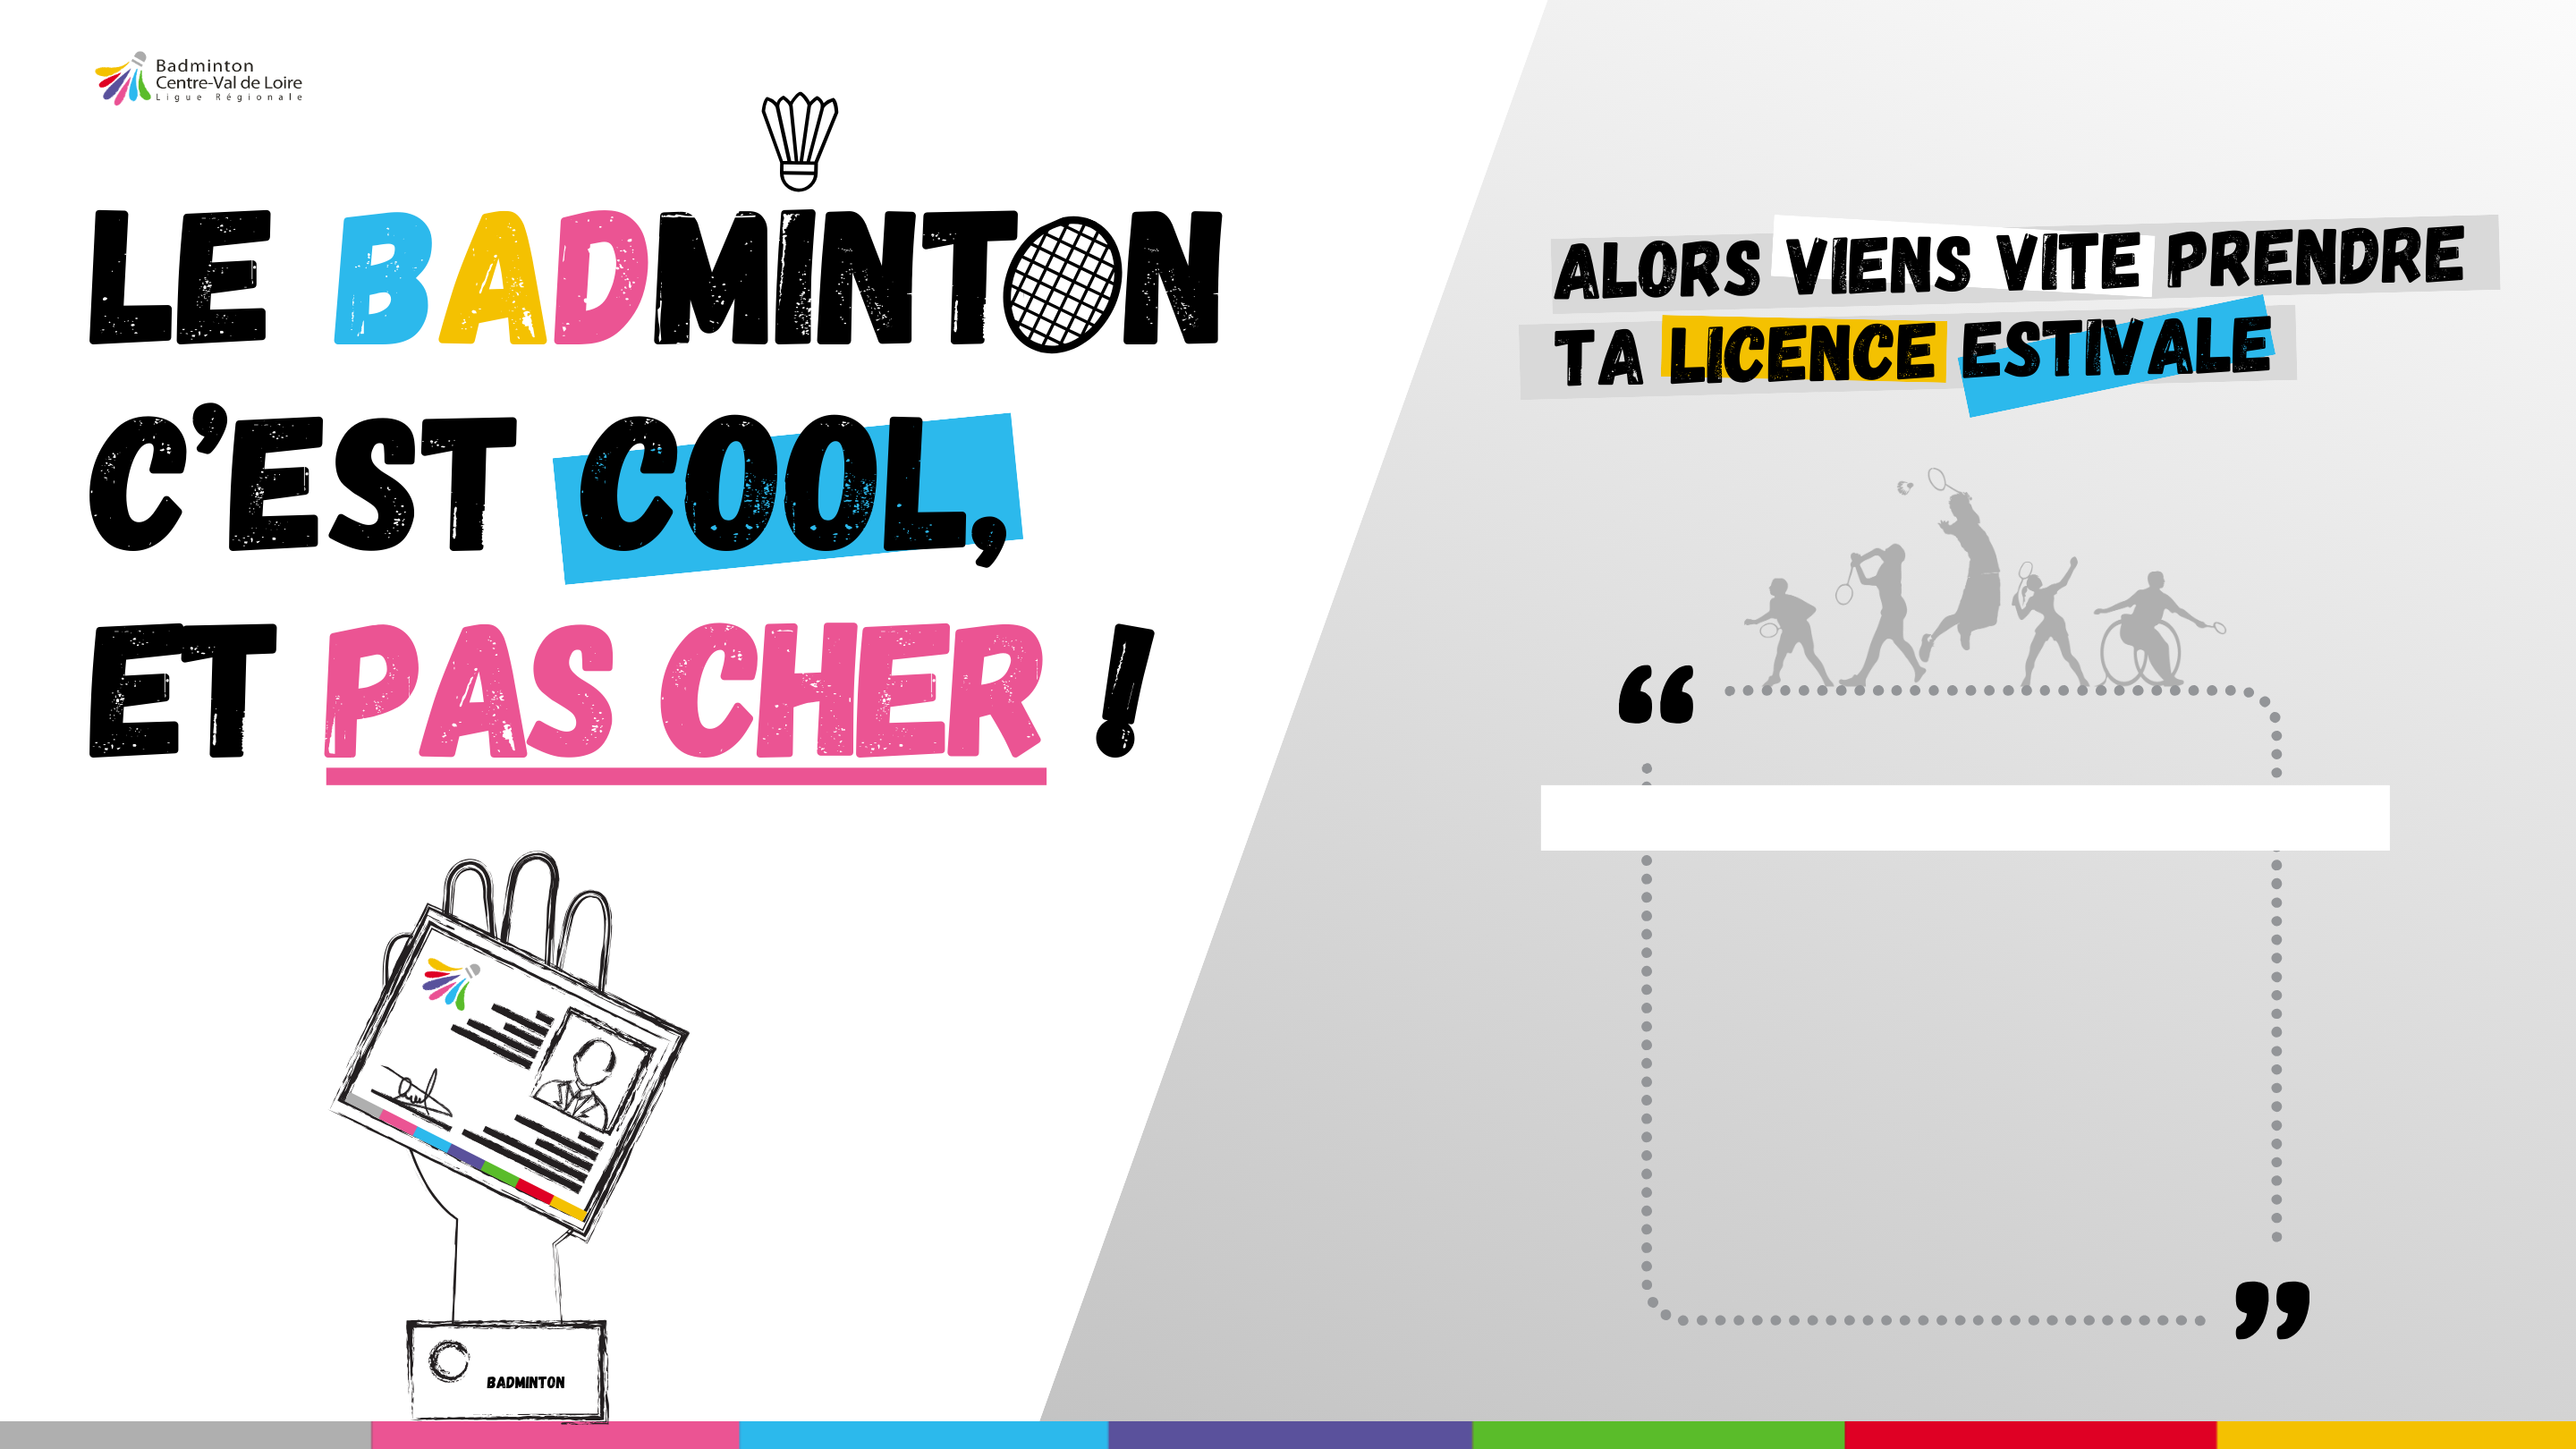 Badminton
Centre-Val de Loire
Ligue Régionale
LE BADMINTON
C'EST COOL,
ET PAS CHER !
BADMINTON
ALORS VIENS VITE PRENDRE
TA LICENCE ESTIVALE
“
”